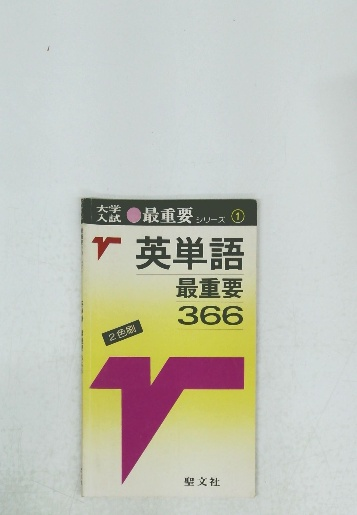 大学入試 ●最重要シリーズ ①
英単語
最重要
366
2色刷
聖文社